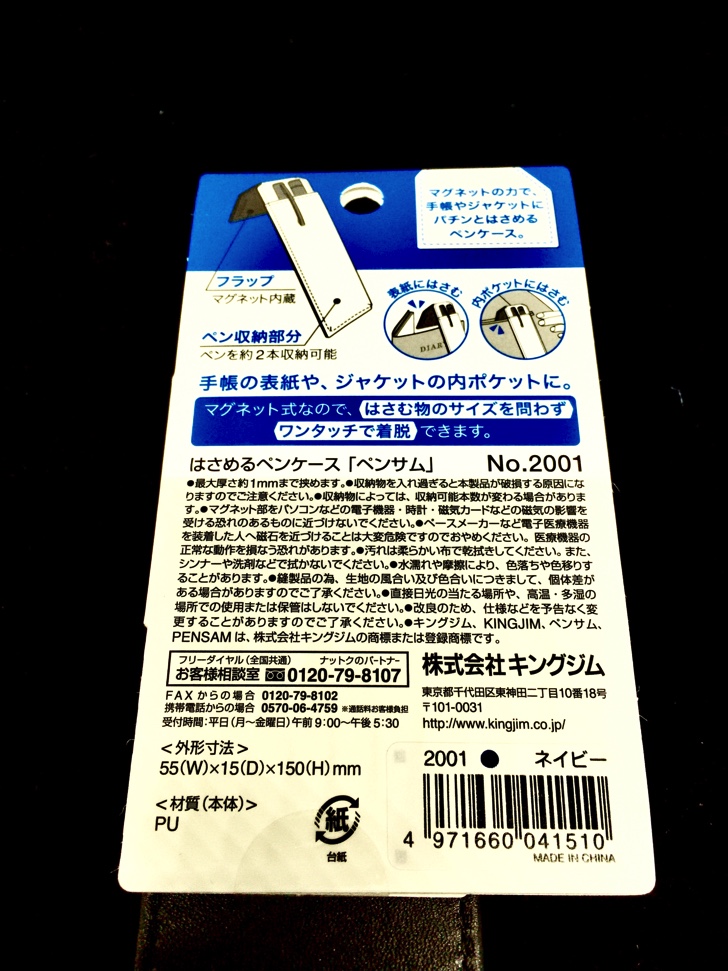 マグネットの力で、
手帳やジャケットに
パチンとはさめる
ペンケース。
フラップ
マグネット内蔵
ペン収納部分
ペンを約2本収納可能
表紙にはさむ
DIARY
内ポケットにはさむ
手帳の表紙や、ジャケットの内ポケットに。
マグネット式なので、はさむ物のサイズを問わず
ワンタッチで着脱できます。
はさめるペンケース「ペンサム」 No.2001
●最大厚さ約1mmまで挟めます。●収納物を入れ過ぎると本製品が破損する原因にな
りますのでご注意ください。●収納物によっては、収納可能本数が変わる場合がありま
す。●マグネット部をパソコンなどの電子機器・時計・磁気カードなどの磁気の影響を
受ける恐れのあるものに近づけないでください。●ペースメーカーなど電子医療機器
を装着した人へ磁石を近づけることは大変危険ですのでおやめください。医療機器の
正常な動作を損なう恐れがあります。●汚れは柔らかい布で乾拭きしてください。また、
シンナーや洗剤などで拭かないでください。●水濡れや摩擦により、色落ちや色移りす
ることがあります。●縫製品の為、生地の風合い及び色合いにつきまして、個体差が
ある場合がありますのでご了承ください。●直接日光の当たる場所や、高温・多湿の
場所での使用または保管はしないでください。●改良のため、仕様などを予告なく変
更することがありますのでご了承ください。●キングジム、KINGJIM、ペンサム、
PENSAMは、株式会社キングジムの商標または登録商標です。
フリーダイヤル(全国共通) ナットクのパートナー
お客様相談室 0120-79-8107
FAXからの場合 0120-79-8102
携帯電話からの場合 0570-06-4759 ※通話料お客様負担
受付時間:平日(月〜金曜日)午前9:00〜午後5:30
株式会社キングジム
東京都千代田区東神田二丁目10番18号
〒101-0031
http://www.kingjim.co.jp/
<外形寸法>
55(W)×15(D)×150(H)mm
<材質(本体)>
PU
紙
台紙
2001 ● ネイビー
4 971660 041510
MADE IN CHINA